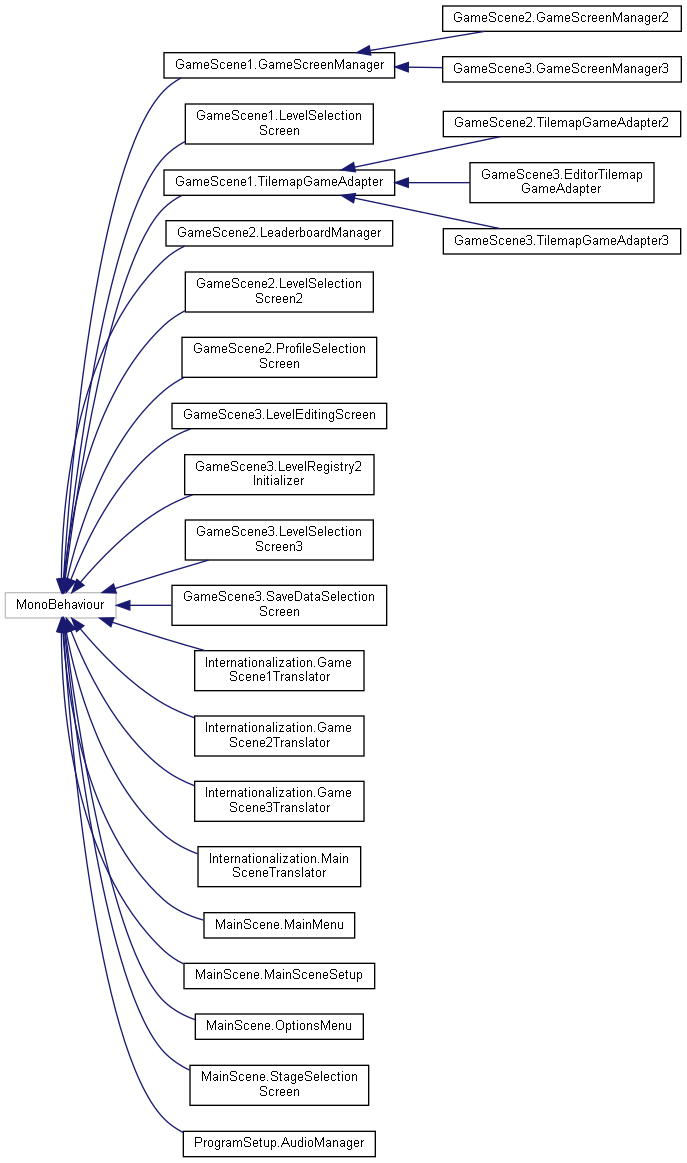 GameScene2.GameScreenManager2
GameScene1.GameScreenManager
GameScene3.GameScreenManager3
GameScene1.LevelSelection
Screen
GameScene2.TilemapGameAdapter2
GameScene1.TilemapGameAdapter
GameScene3.EditorTilemap
GameAdapter
GameScene3.TilemapGameAdapter3
GameScene2.LeaderboardManager
GameScene2.LevelSelection
Screen2
GameScene2.ProfileSelection
Screen
GameScene3.LevelEditingScreen
GameScene3.LevelRegistry2
Initializer
GameScene3.LevelSelection
Screen3
MonoBehaviour
GameScene3.SaveDataSelection
Screen
Internationalization.Game
Scene1Translator
Internationalization.Game
Scene2Translator
Internationalization.Game
Scene3Translator
Internationalization.Main
SceneTranslator
MainScene.MainMenu
MainScene.MainSceneSetup
MainScene.OptionsMenu
MainScene.StageSelection
Screen
ProgramSetup.AudioManager